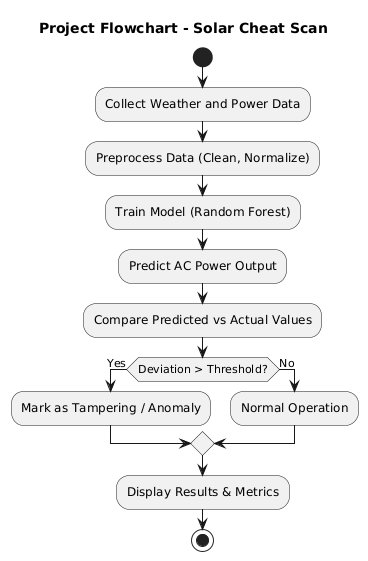 Project Flowchart - Solar Cheat Scan
Collect Weather and Power Data
Preprocess Data (Clean, Normalize)
Train Model (Random Forest)
Predict AC Power Output
Compare Predicted vs Actual Values
Yes
Deviation > Threshold?
No
Mark as Tampering / Anomaly
Normal Operation
Display Results & Metrics